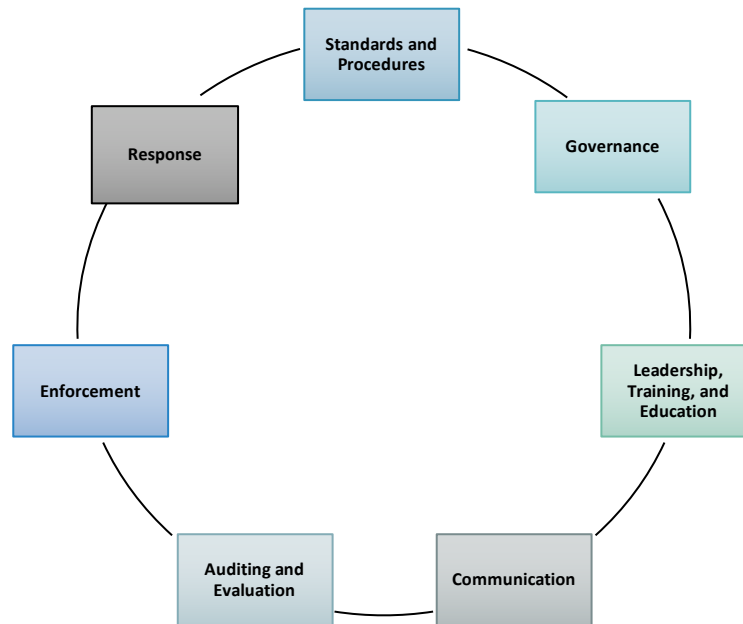 Standards and
Procedures
Governance
Leadership,
Training, and
Education
Communication
Auditing and
Evaluation
Enforcement
Response